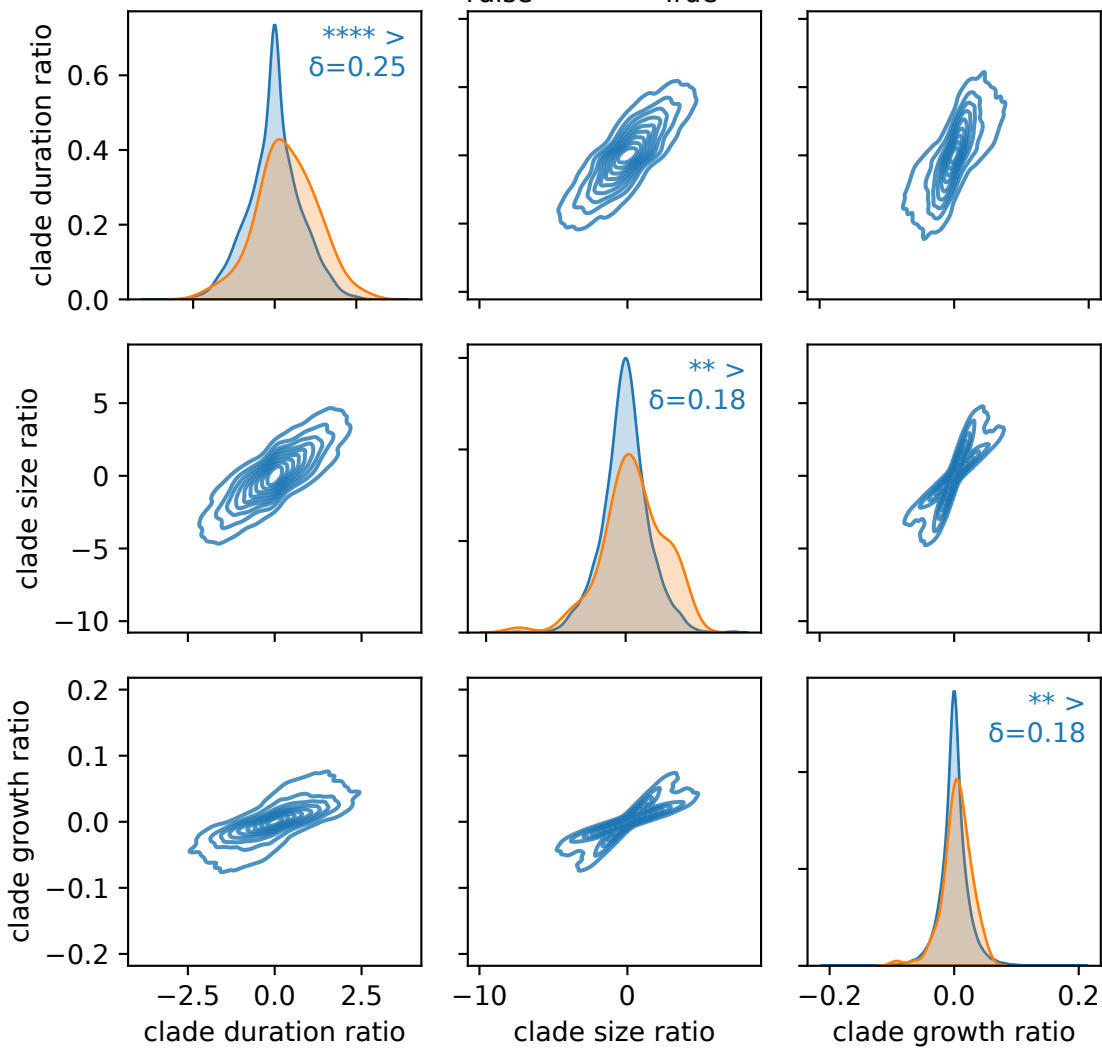 clade duration ratio
0.6
0.4
0.2
0.0
**** >
δ=0.25
clade size ratio
5
0
−5
−10
** >
δ=0.18
clade growth ratio
0.2
0.1
0.0
−0.1
−0.2
** >
δ=0.18
−2.5 0.0 2.5
−10 0
−0.2 0.0 0.2
clade duration ratio
clade size ratio
clade growth ratio